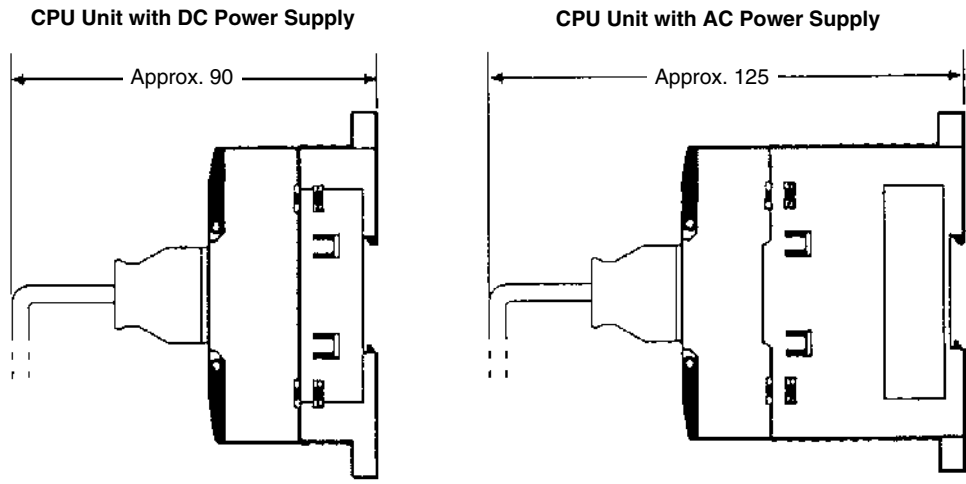 CPU Unit with DC Power Supply
CPU Unit with AC Power Supply
Approx. 90
Approx. 125